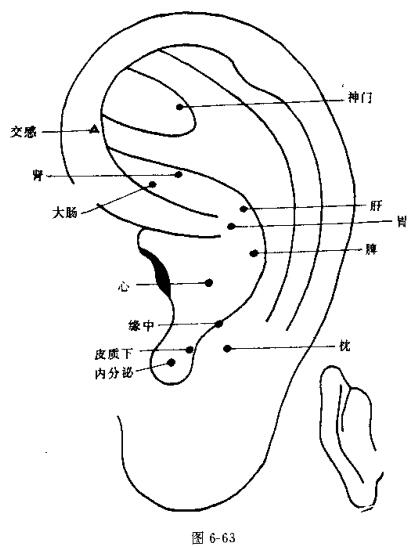 神门
交感
肾
大肠
肝
胃
脾
心
缘中
皮质下
内分泌
枕
图 6-63